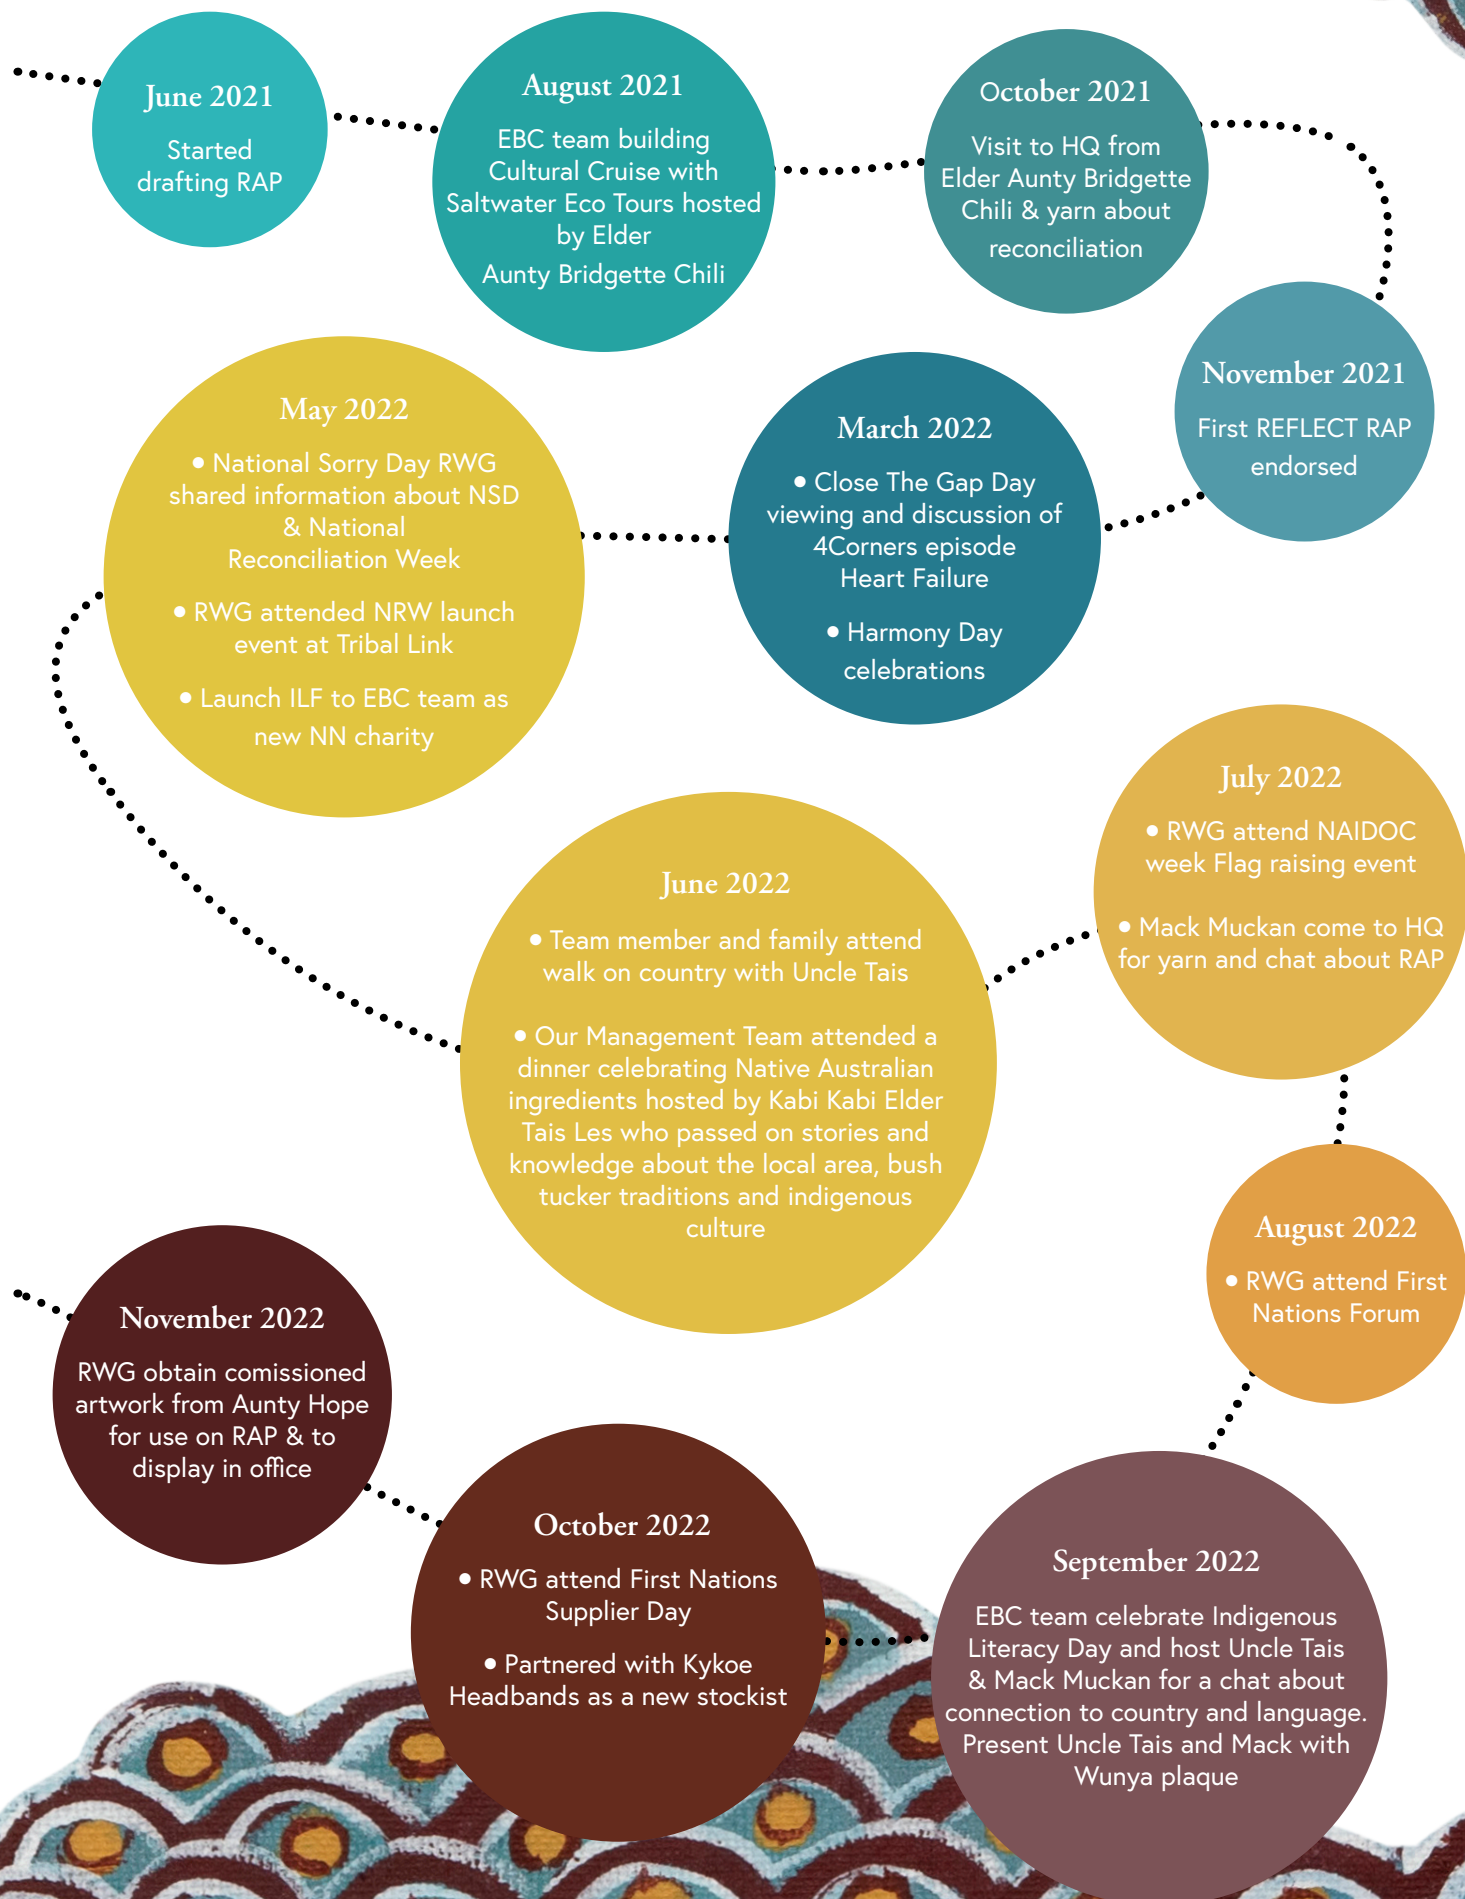 June 2021
Started
drafting RAP
August 2021
EBC team building
Cultural Cruise with
Saltwater Eco Tours hosted
by Elder
Aunty Bridgette Chili
October 2021
Visit to HQ from
Elder Aunty Bridgette
Chili & yarn about
reconciliation
November 2021
First REFLECT RAP
endorsed
March 2022
• Close The Gap Day
viewing and discussion of
4Corners episode
Heart Failure
• Harmony Day
celebrations
May 2022
• National Sorry Day RWG
shared information about NSD
& National
Reconciliation Week
• RWG attended NRW launch
event at Tribal Link
• Launch ILF to EBC team as
new NN charity
June 2022
• Team member and family attend
walk on country with Uncle Tais
• Our Management Team attended a
dinner celebrating Native Australian
ingredients hosted by Kabi Kabi Elder
Tais Les who passed on stories and
knowledge about the local area, bush
tucker traditions and indigenous
culture
July 2022
• RWG attend NAIDOC
week Flag raising event
• Mack Muckan come to HQ
for yarn and chat about RAP
August 2022
• RWG attend First
Nations Forum
September 2022
EBC team celebrate Indigenous
Literacy Day and host Uncle Tais
& Mack Muckan for a chat about
connection to country and language.
Present Uncle Tais and Mack with
Wunya plaque
October 2022
• RWG attend First Nations
Supplier Day
• Partnered with Kykoe
Headbands as a new stockist
November 2022
RWG obtain comissioned
artwork from Aunty Hope
for use on RAP & to
display in office